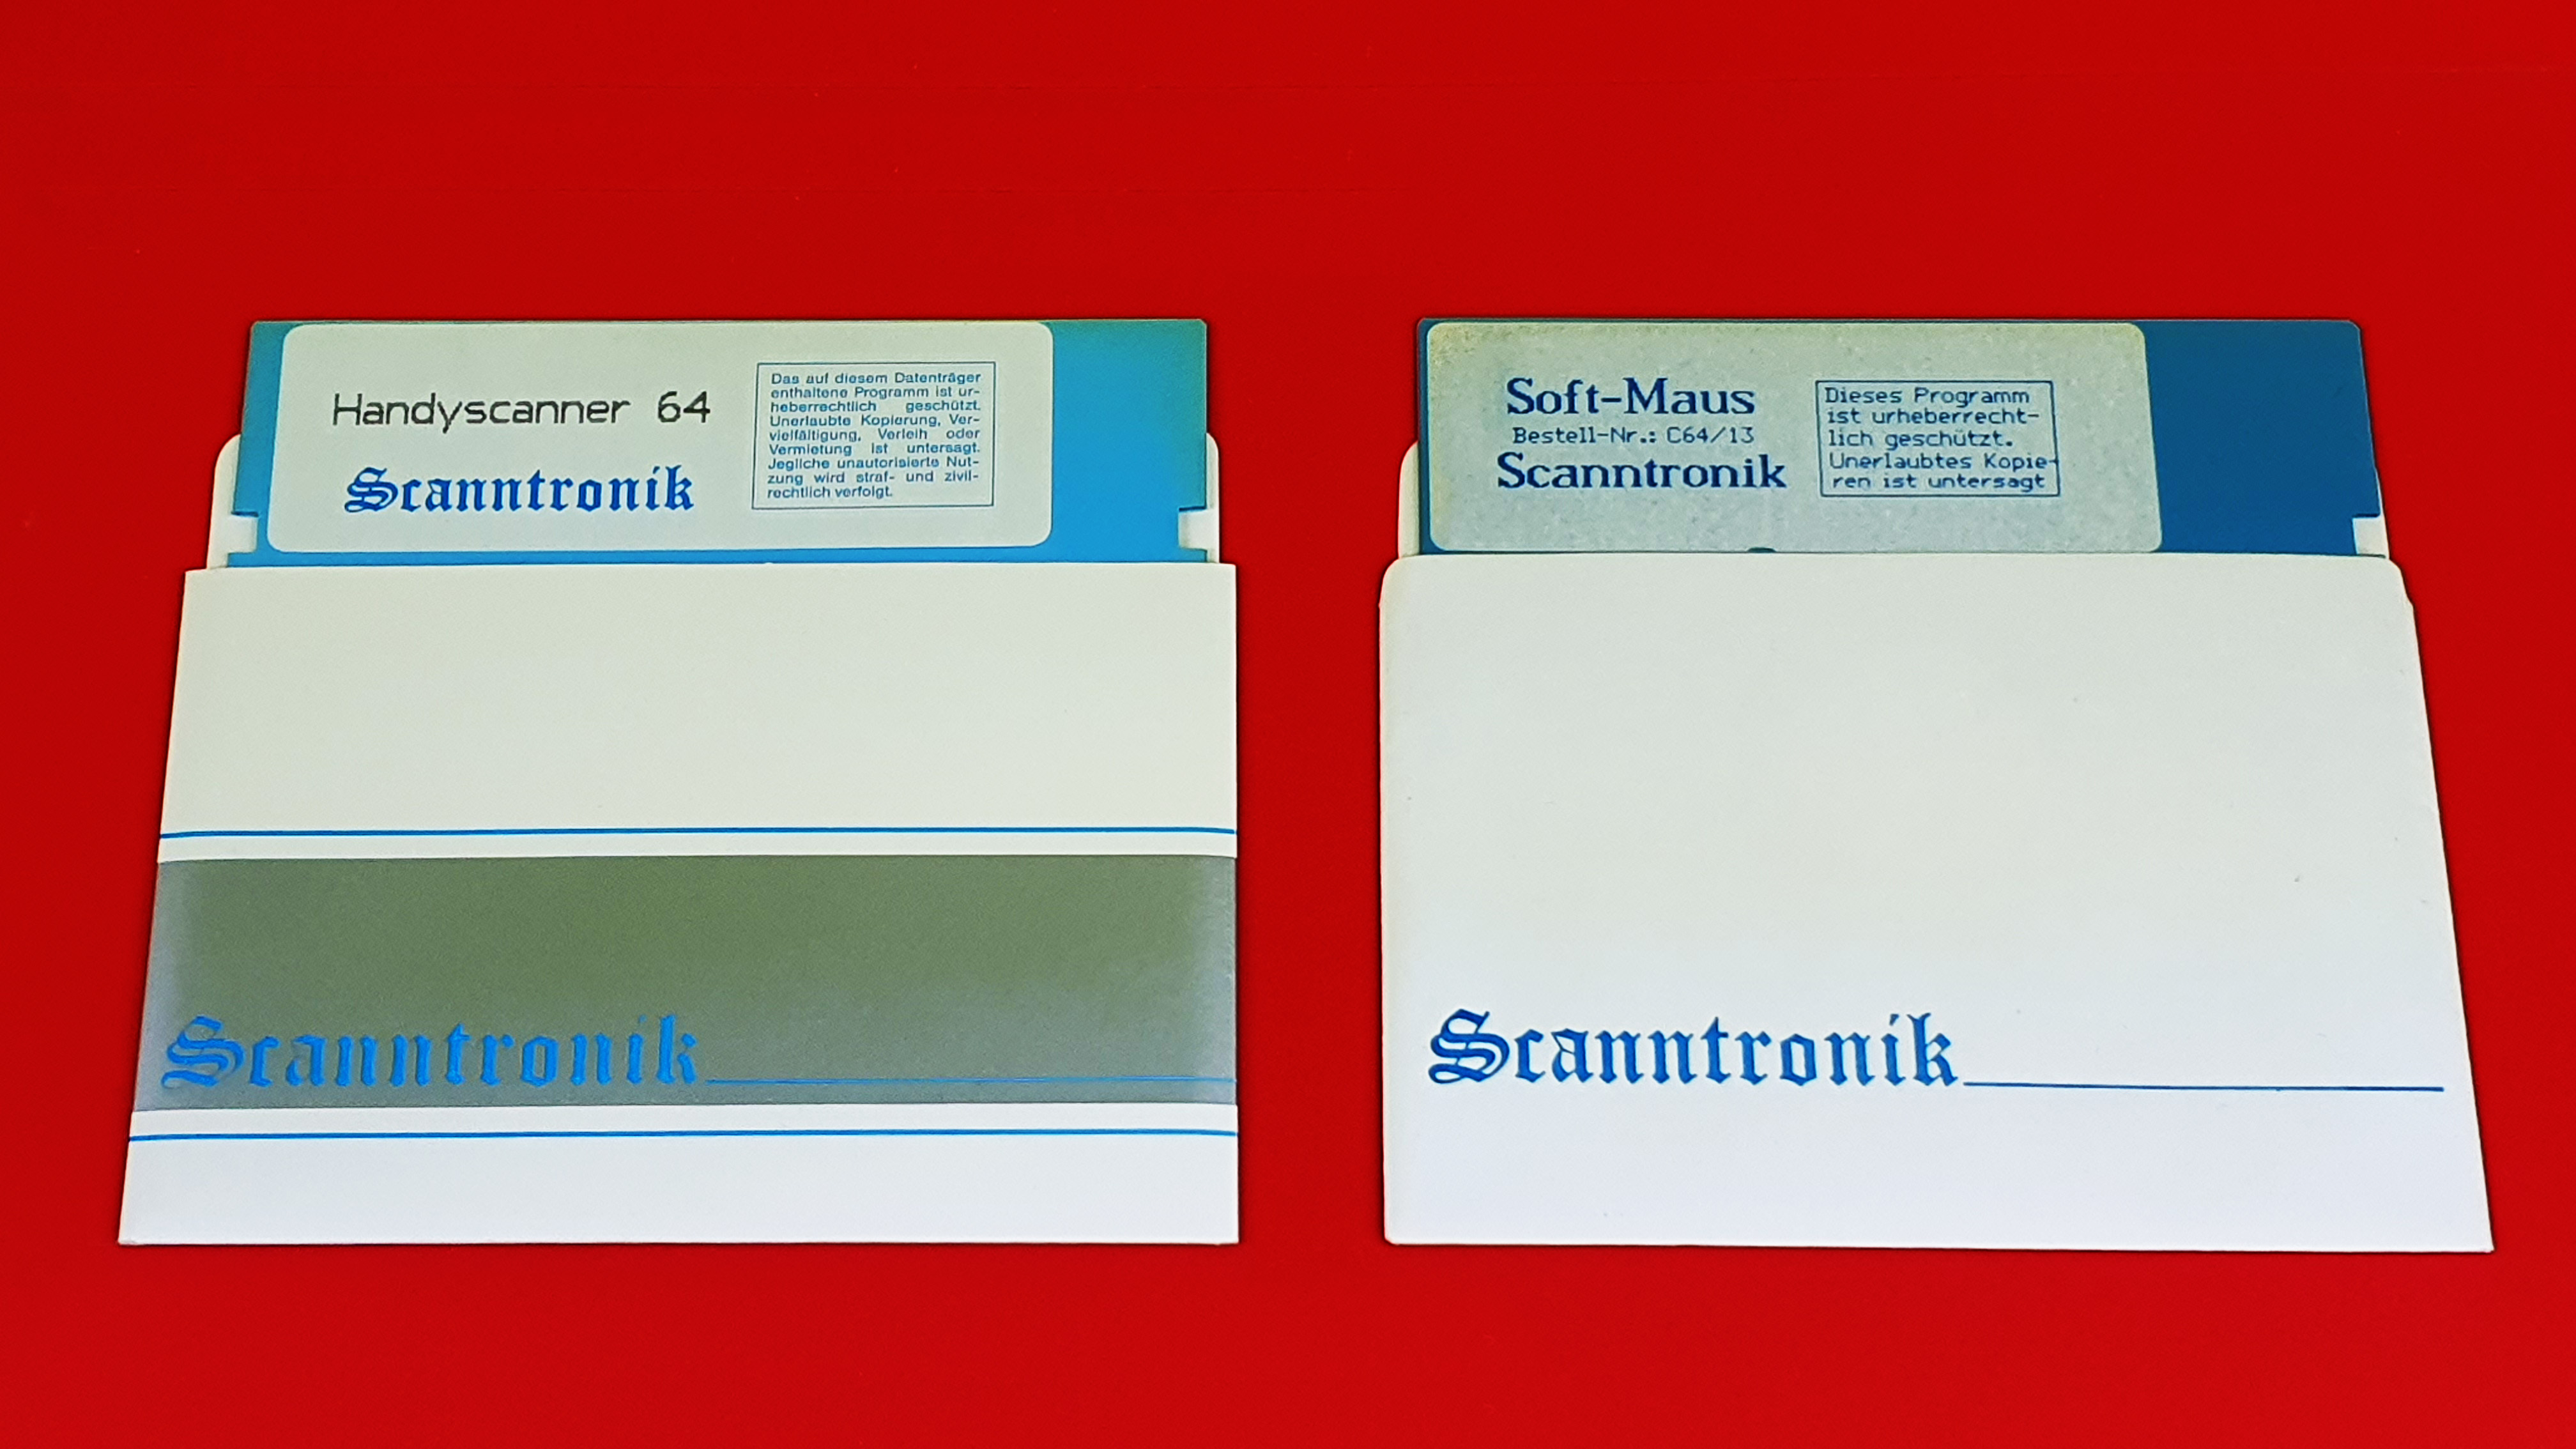 Handyscanner 64
Scanntronik
Das auf diesem Datenträger
enthaltene Programm ist ur-
heberrechtlich geschützt.
Unerlaubte Kopierung, Ver-
vielfältigung, Verleih oder
Vermietung ist untersagt.
Jegliche unautorisierte Nut-
zung wird straf- und zivil-
rechtlich verfolgt.
Scanntronik
Soft-Maus
Bestell-Nr.: C64/13
Scanntronik
Dieses Programm
ist urheberrecht-
lich geschützt.
Unerlaubtes Kopie-
ren ist untersagt
Scanntronik